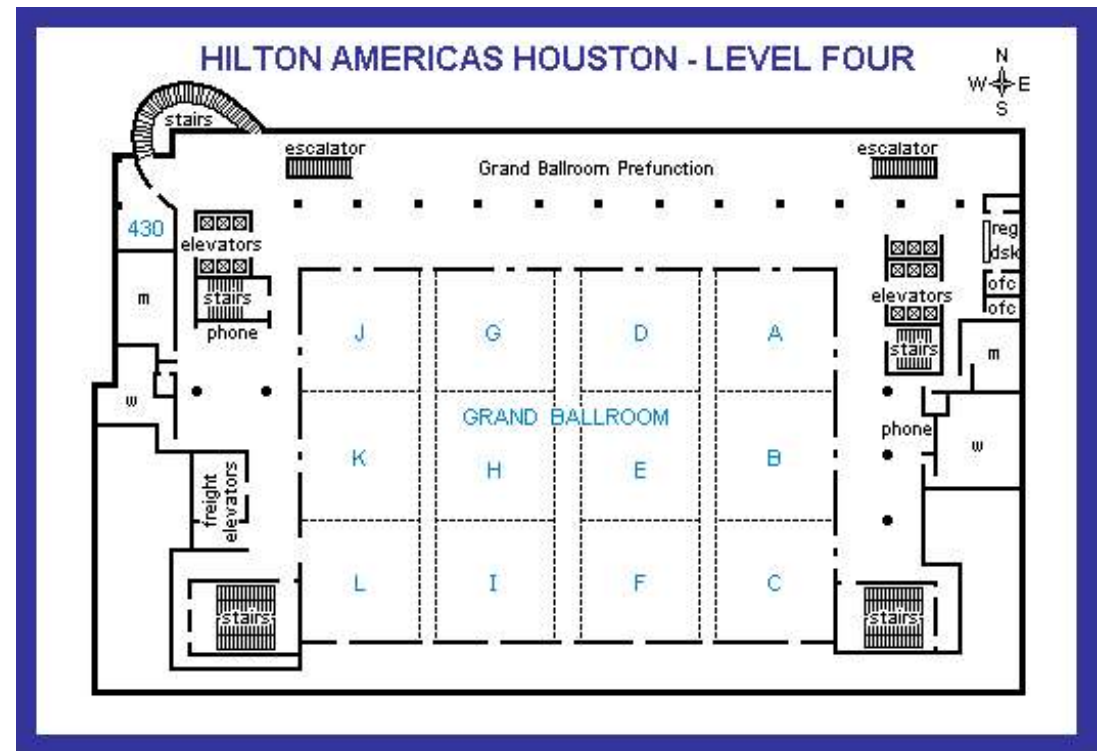 HILTON AMERICAS HOUSTON - LEVEL FOUR
N
W E
S
stairs
escalator
Grand Ballroom Prefunction
escalator
430
elevators
reg
dsk
m
stairs
phone
elevators
ofc
ofc
stairs
m
J
G
D
A
w
GRAND BALLROOM
phone
w
K
H
E
B
freight
elevators
L
I
F
C
stairs
stairs